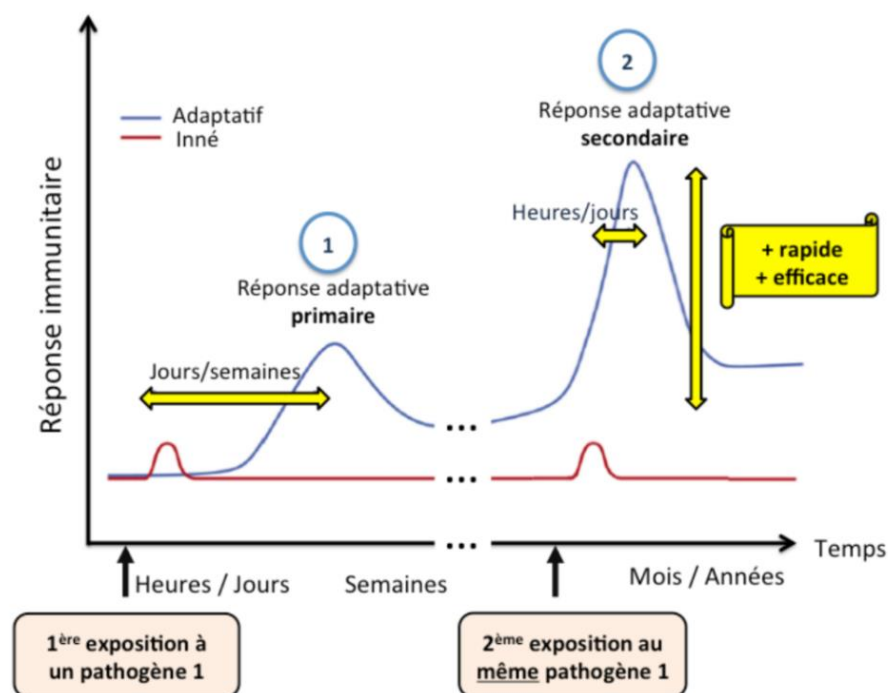 Réponse immunitaire
Adaptatif
Inné
1
Réponse adaptative
primaire
Jours/semaines
2
Réponse adaptative
secondaire
Heures/jours
+ rapide
+ efficace
...
...
...
Temps
Heures / Jours
Semaines
Mois / Années
1ère exposition à
un pathogène 1
2ème exposition au
même pathogène 1